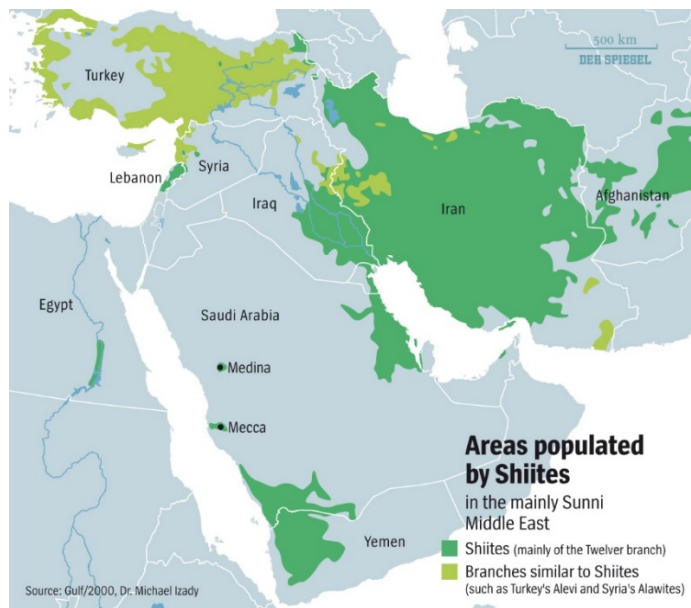 500 km
DER SPIEGEL
Turkey
Syria
Lebanon
Iraq
Iran
Afghanistan
Egypt
Saudi Arabia
Medina
Mecca
Yemen
Areas populated
by Shiites
in the mainly Sunni
Middle East
Shiites (mainly of the Twelver branch)
Branches similar to Shiites
(such as Turkey's Alevi and Syria's Alawites)
Source: Gulf/2000, Dr. Michael Izady